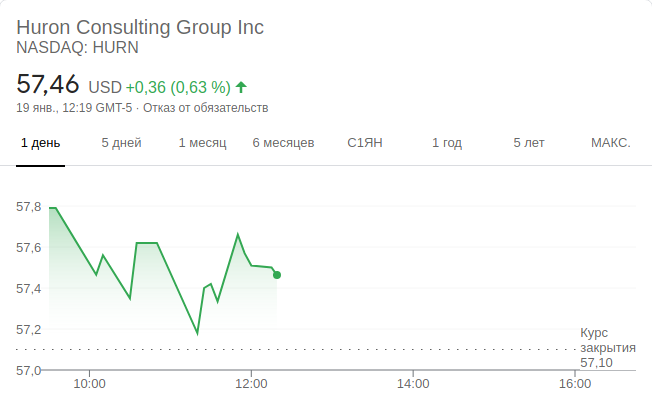 Huron Consulting Group Inc
NASDAQ: HURN
57,46 USD +0,36 (0,63 %)
19 янв., 12:19 GMT-5 · Отказ от обязательств
1 день 5 дней 1 месяц 6 месяцев С1ЯН 1 год 5 лет МАКС.
57,8
57,6
57,4
57,2
57,0
Курс
закрытия
57,10
10:00 12:00 14:00 16:00